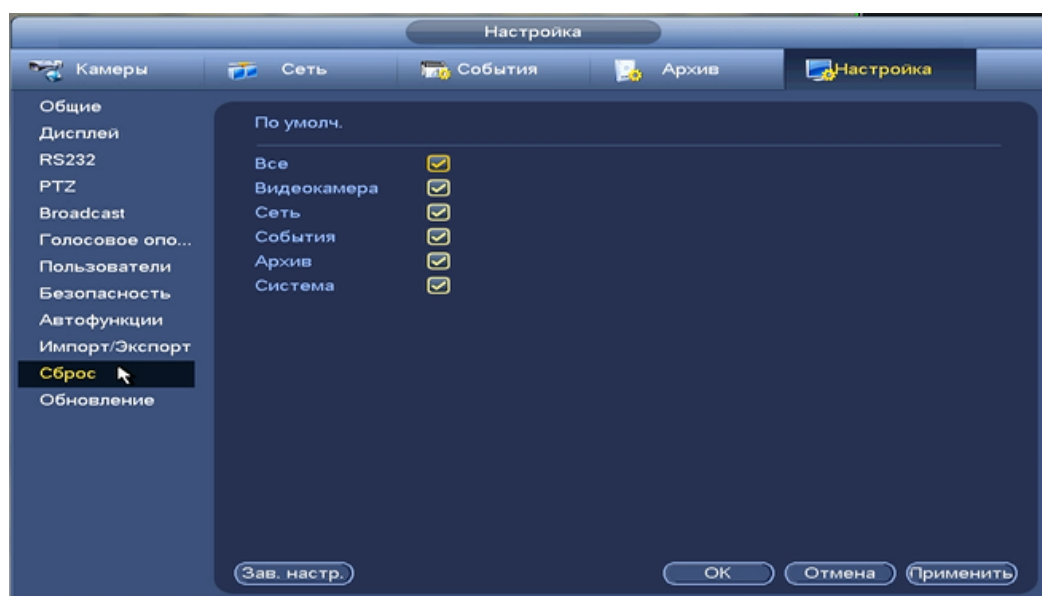 Настройка
Камеры Сеть События Архив Настройка
Общие
Дисплей
RS232
PTZ
Broadcast
Голосовое опо...
Пользователи
Безопасность
Автофункции
Импорт/Экспорт
Сброс
Обновление
По умолч.
Все
Видеокамера
Сеть
События
Архив
Система
Зав. настр. OK Отмена Применить